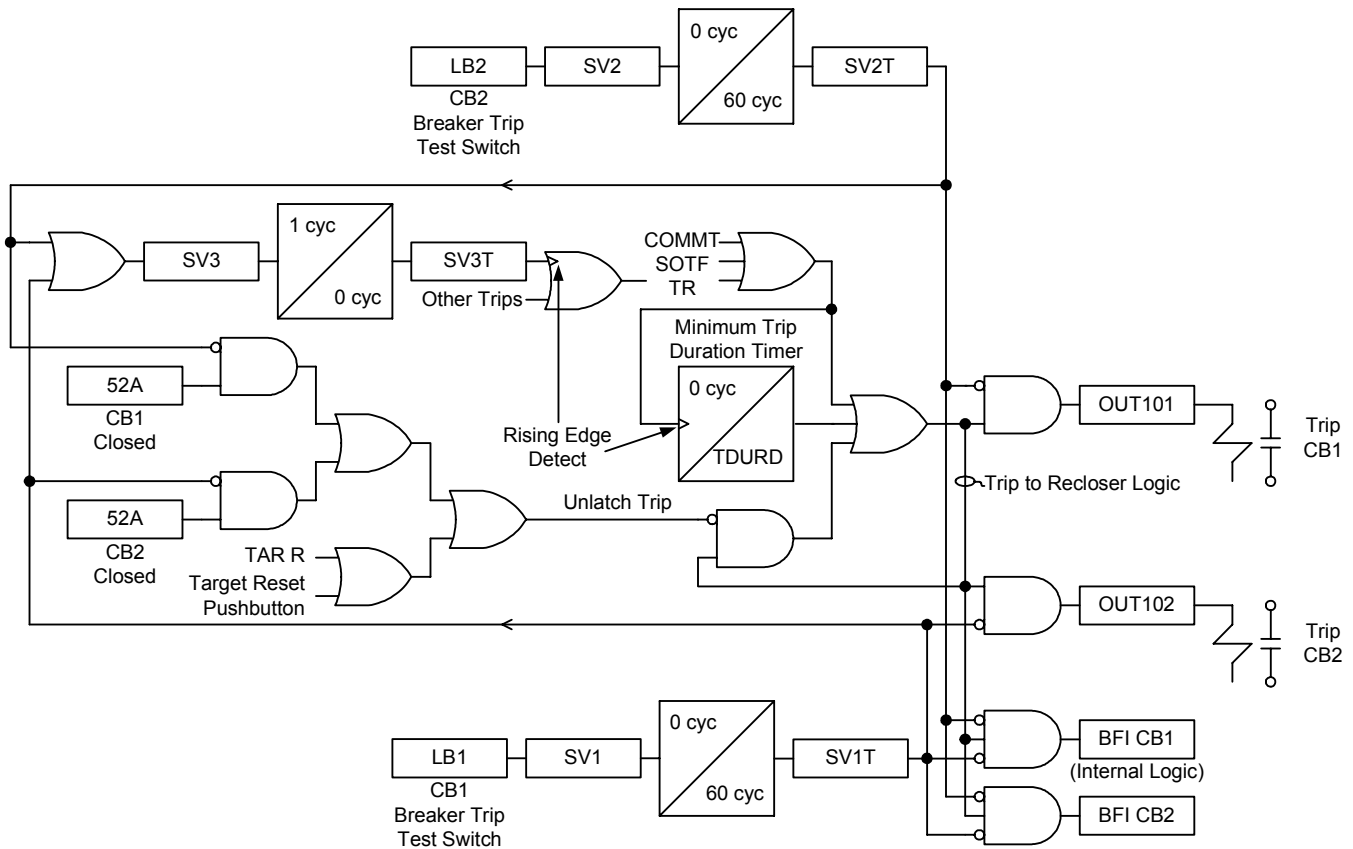 LB2
SV2
0 cyc
60 cyc
SV2T
CB2
Breaker Trip
Test Switch
SV3
1 cyc
0 cyc
SV3T
Other Trips
COMMT
SOTF
TR
Minimum Trip
Duration Timer
0 cyc
TDURD
Rising Edge
Detect
52A
CB1
Closed
52A
CB2
Closed
TAR R
Target Reset
Pushbutton
Unlatch Trip
OUT101
Trip
CB1
Trip to Recloser Logic
OUT102
Trip
CB2
LB1
SV1
0 cyc
60 cyc
SV1T
CB1
Breaker Trip
Test Switch
BFI CB1
(Internal Logic)
BFI CB2